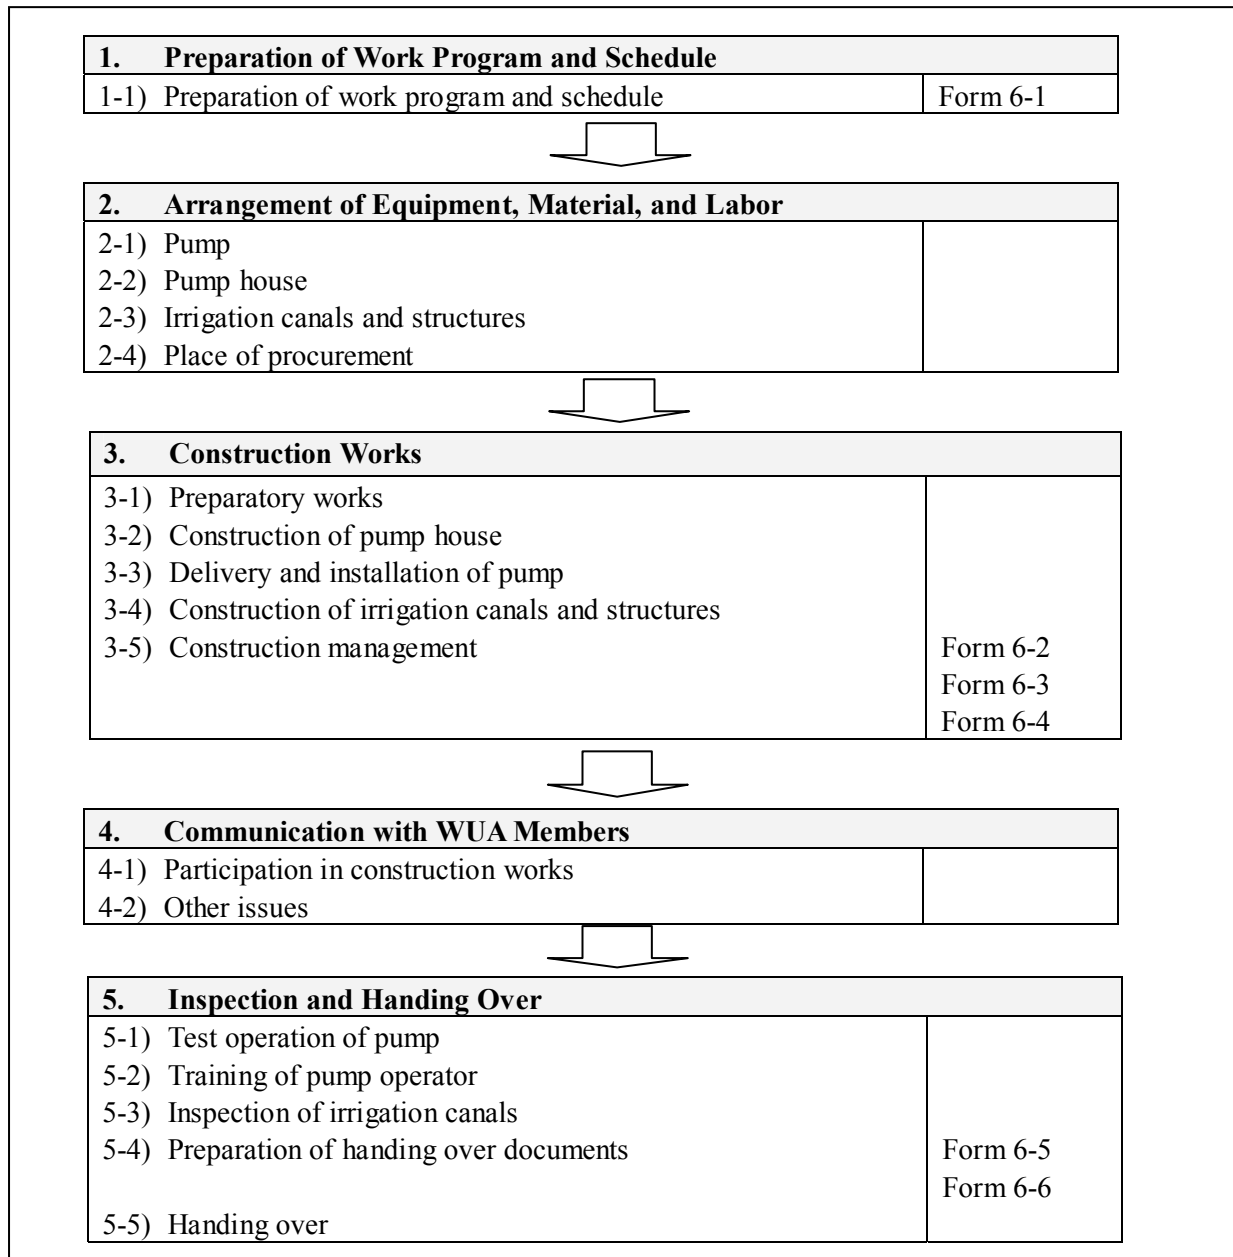 1. Preparation of Work Program and Schedule
1-1) Preparation of work program and schedule Form 6-1
2. Arrangement of Equipment, Material, and Labor
2-1) Pump
2-2) Pump house
2-3) Irrigation canals and structures
2-4) Place of procurement
3. Construction Works
3-1) Preparatory works
3-2) Construction of pump house
3-3) Delivery and installation of pump
3-4) Construction of irrigation canals and structures
3-5) Construction management Form 6-2
Form 6-3
Form 6-4
4. Communication with WUA Members
4-1) Participation in construction works
4-2) Other issues
5. Inspection and Handing Over
5-1) Test operation of pump
5-2) Training of pump operator
5-3) Inspection of irrigation canals
5-4) Preparation of handing over documents Form 6-5
Form 6-6
5-5) Handing over